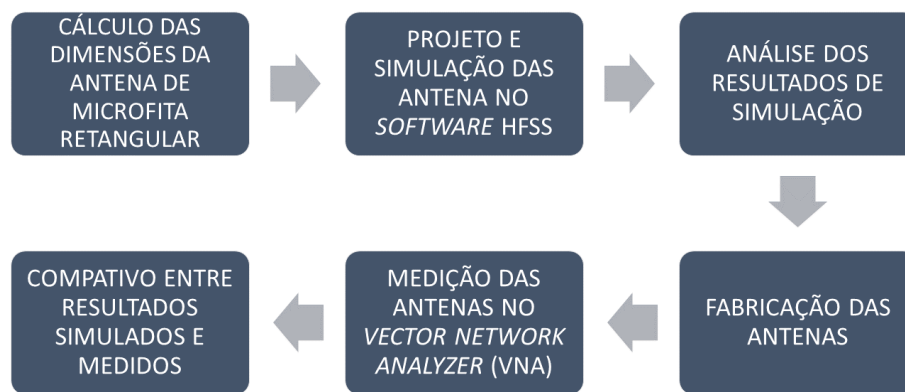 CÁLCULO DAS
DIMENSÕES DA
ANTENA DE
MICROFITA
RETANGULAR
PROJETO E
SIMULAÇÃO DAS
ANTENA NO
SOFTWARE HFSS
ANÁLISE DOS
RESULTADOS DE
SIMULAÇÃO
FABRICAÇÃO DAS
ANTENAS
MEDIÇÃO DAS
ANTENAS NO
VECTOR NETWORK
ANALYZER (VNA)
COMPATIVO ENTRE
RESULTADOS
SIMULADOS E
MEDIDOS